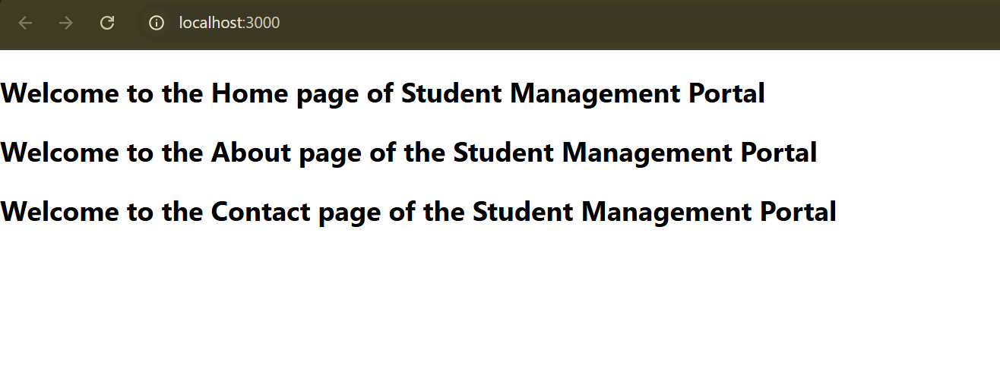 localhost:3000
Welcome to the Home page of Student Management Portal
Welcome to the About page of the Student Management Portal
Welcome to the Contact page of the Student Management Portal